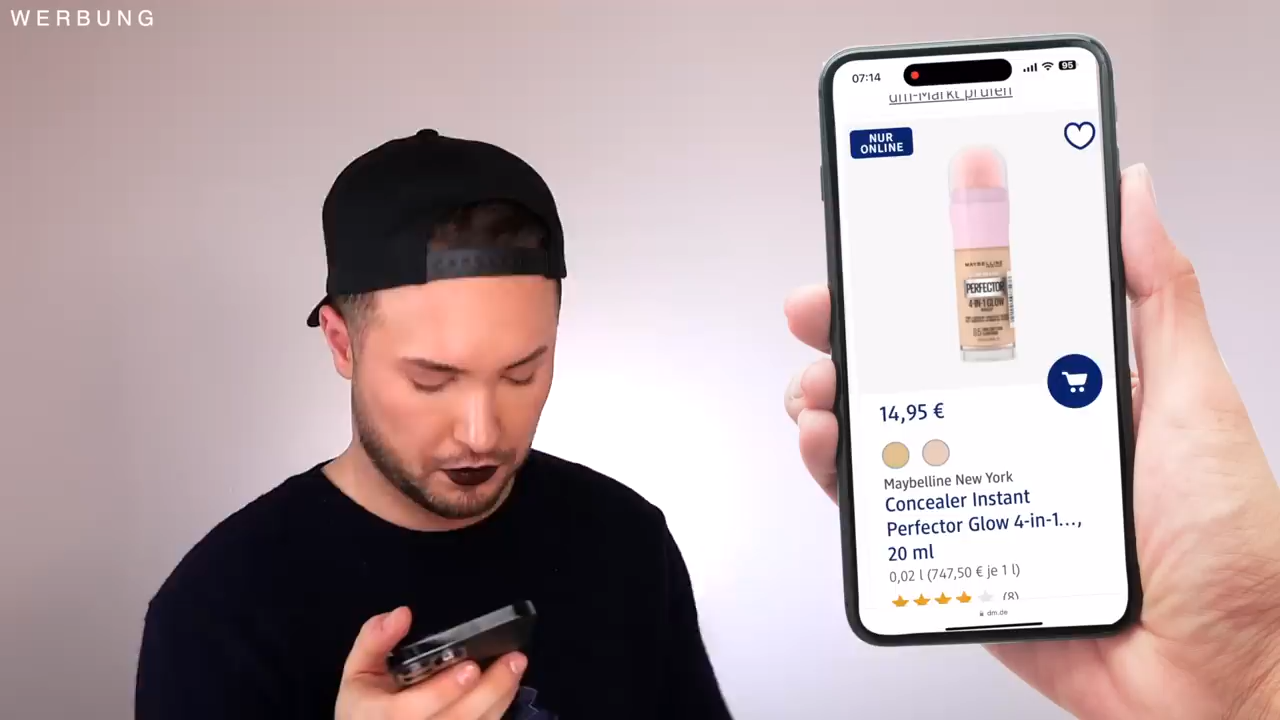 WERBUNG
07:14
95
dm-Markt prüfen
NUR
ONLINE
MAYBELLINE
PERFECTOR
4-IN-1 GLOW
14,95 €
Maybelline New York
Concealer Instant
Perfector Glow 4-in-1...,
20 ml
0,02 l (747,50 € je 1 l)
(8)
dm.de